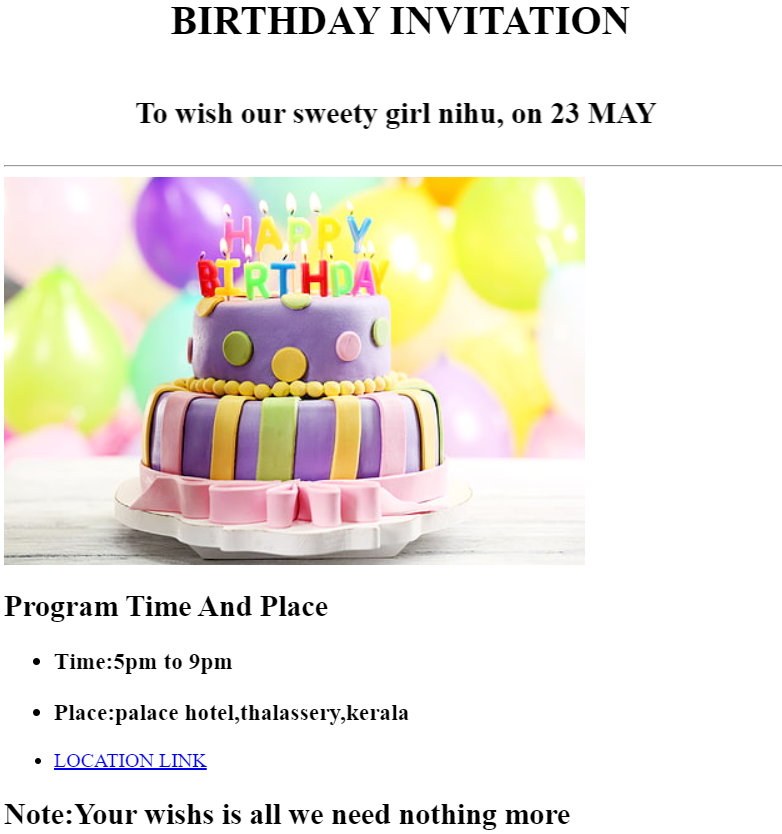 BIRTHDAY INVITATION
To wish our sweety girl nihu, on 23 MAY
HAPPY
BIRTHDAY
Program Time And Place
Time:5pm to 9pm
Place:palace hotel,thalassery,kerala
LOCATION LINK
Note:Your wishs is all we need nothing more